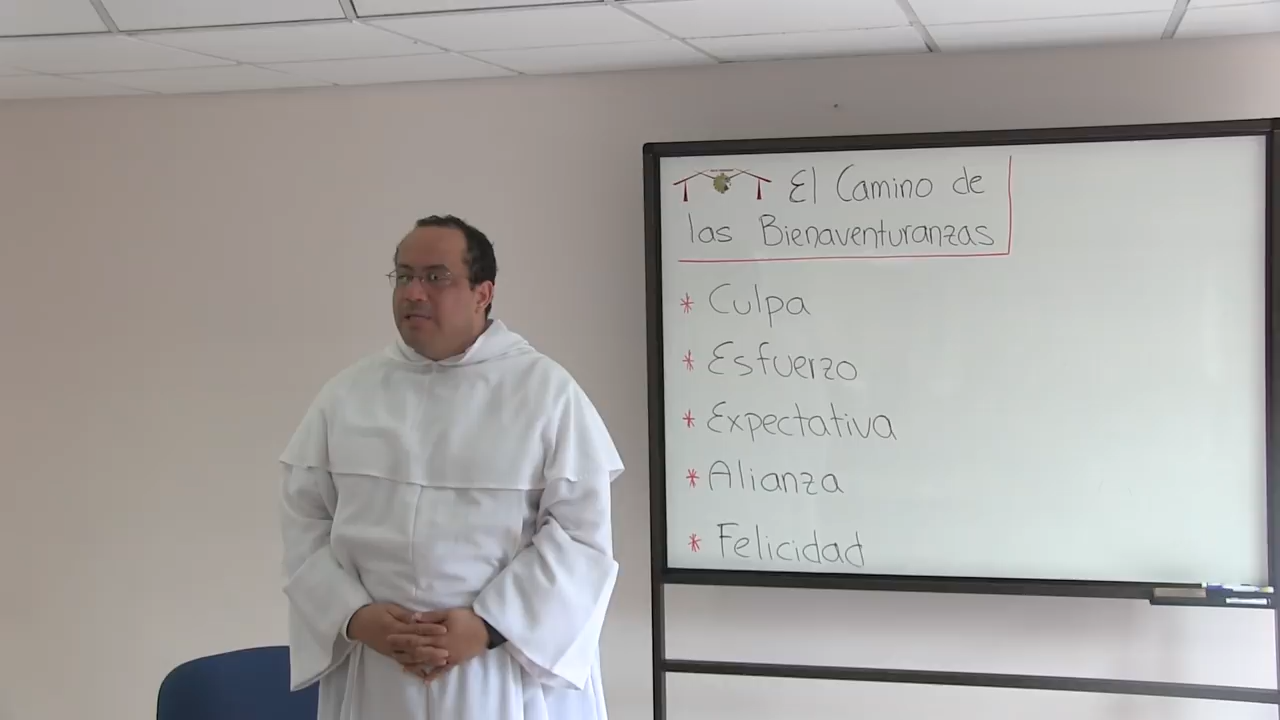 El Camino de
las Bienaventuranzas
* Culpa
* Esfuerzo
* Expectativa
* Alianza
* Felicidad